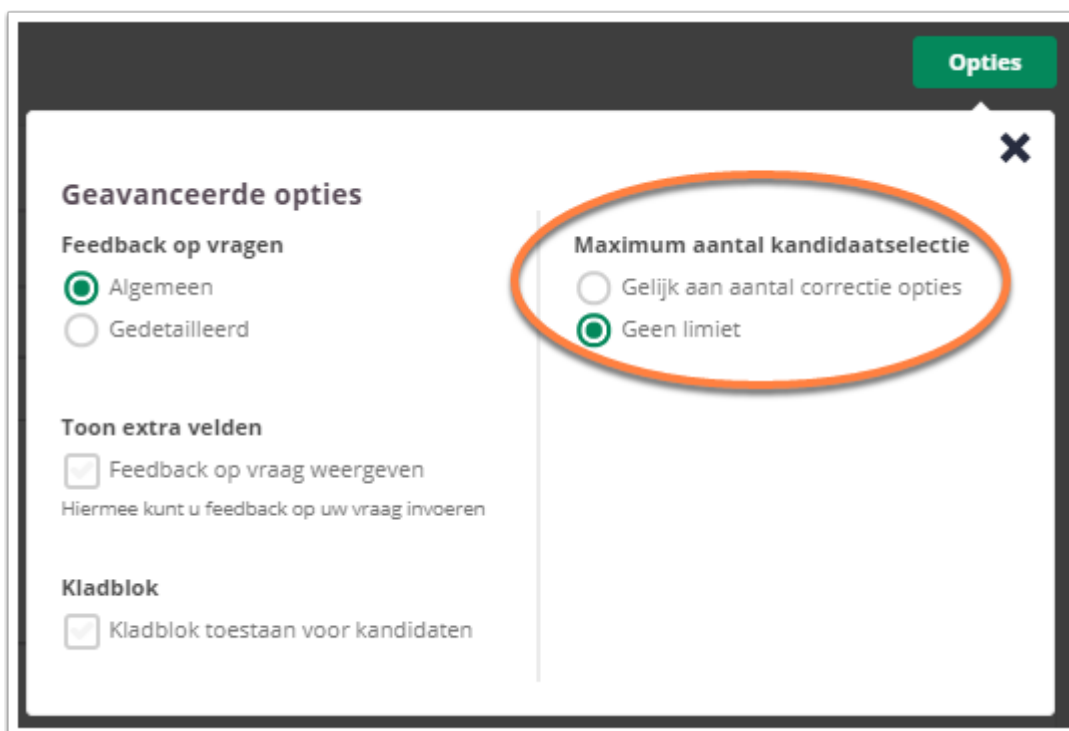 Opties
Geavanceerde opties
Feedback op vragen
Algemeen
Gedetailleerd
Toon extra velden
Feedback op vraag weergeven
Hiermee kunt u feedback op uw vraag invoeren
Kladblok
Kladblok toestaan voor kandidaten
Maximum aantal kandidaatselectie
Gelijk aan aantal correctie opties
Geen limiet